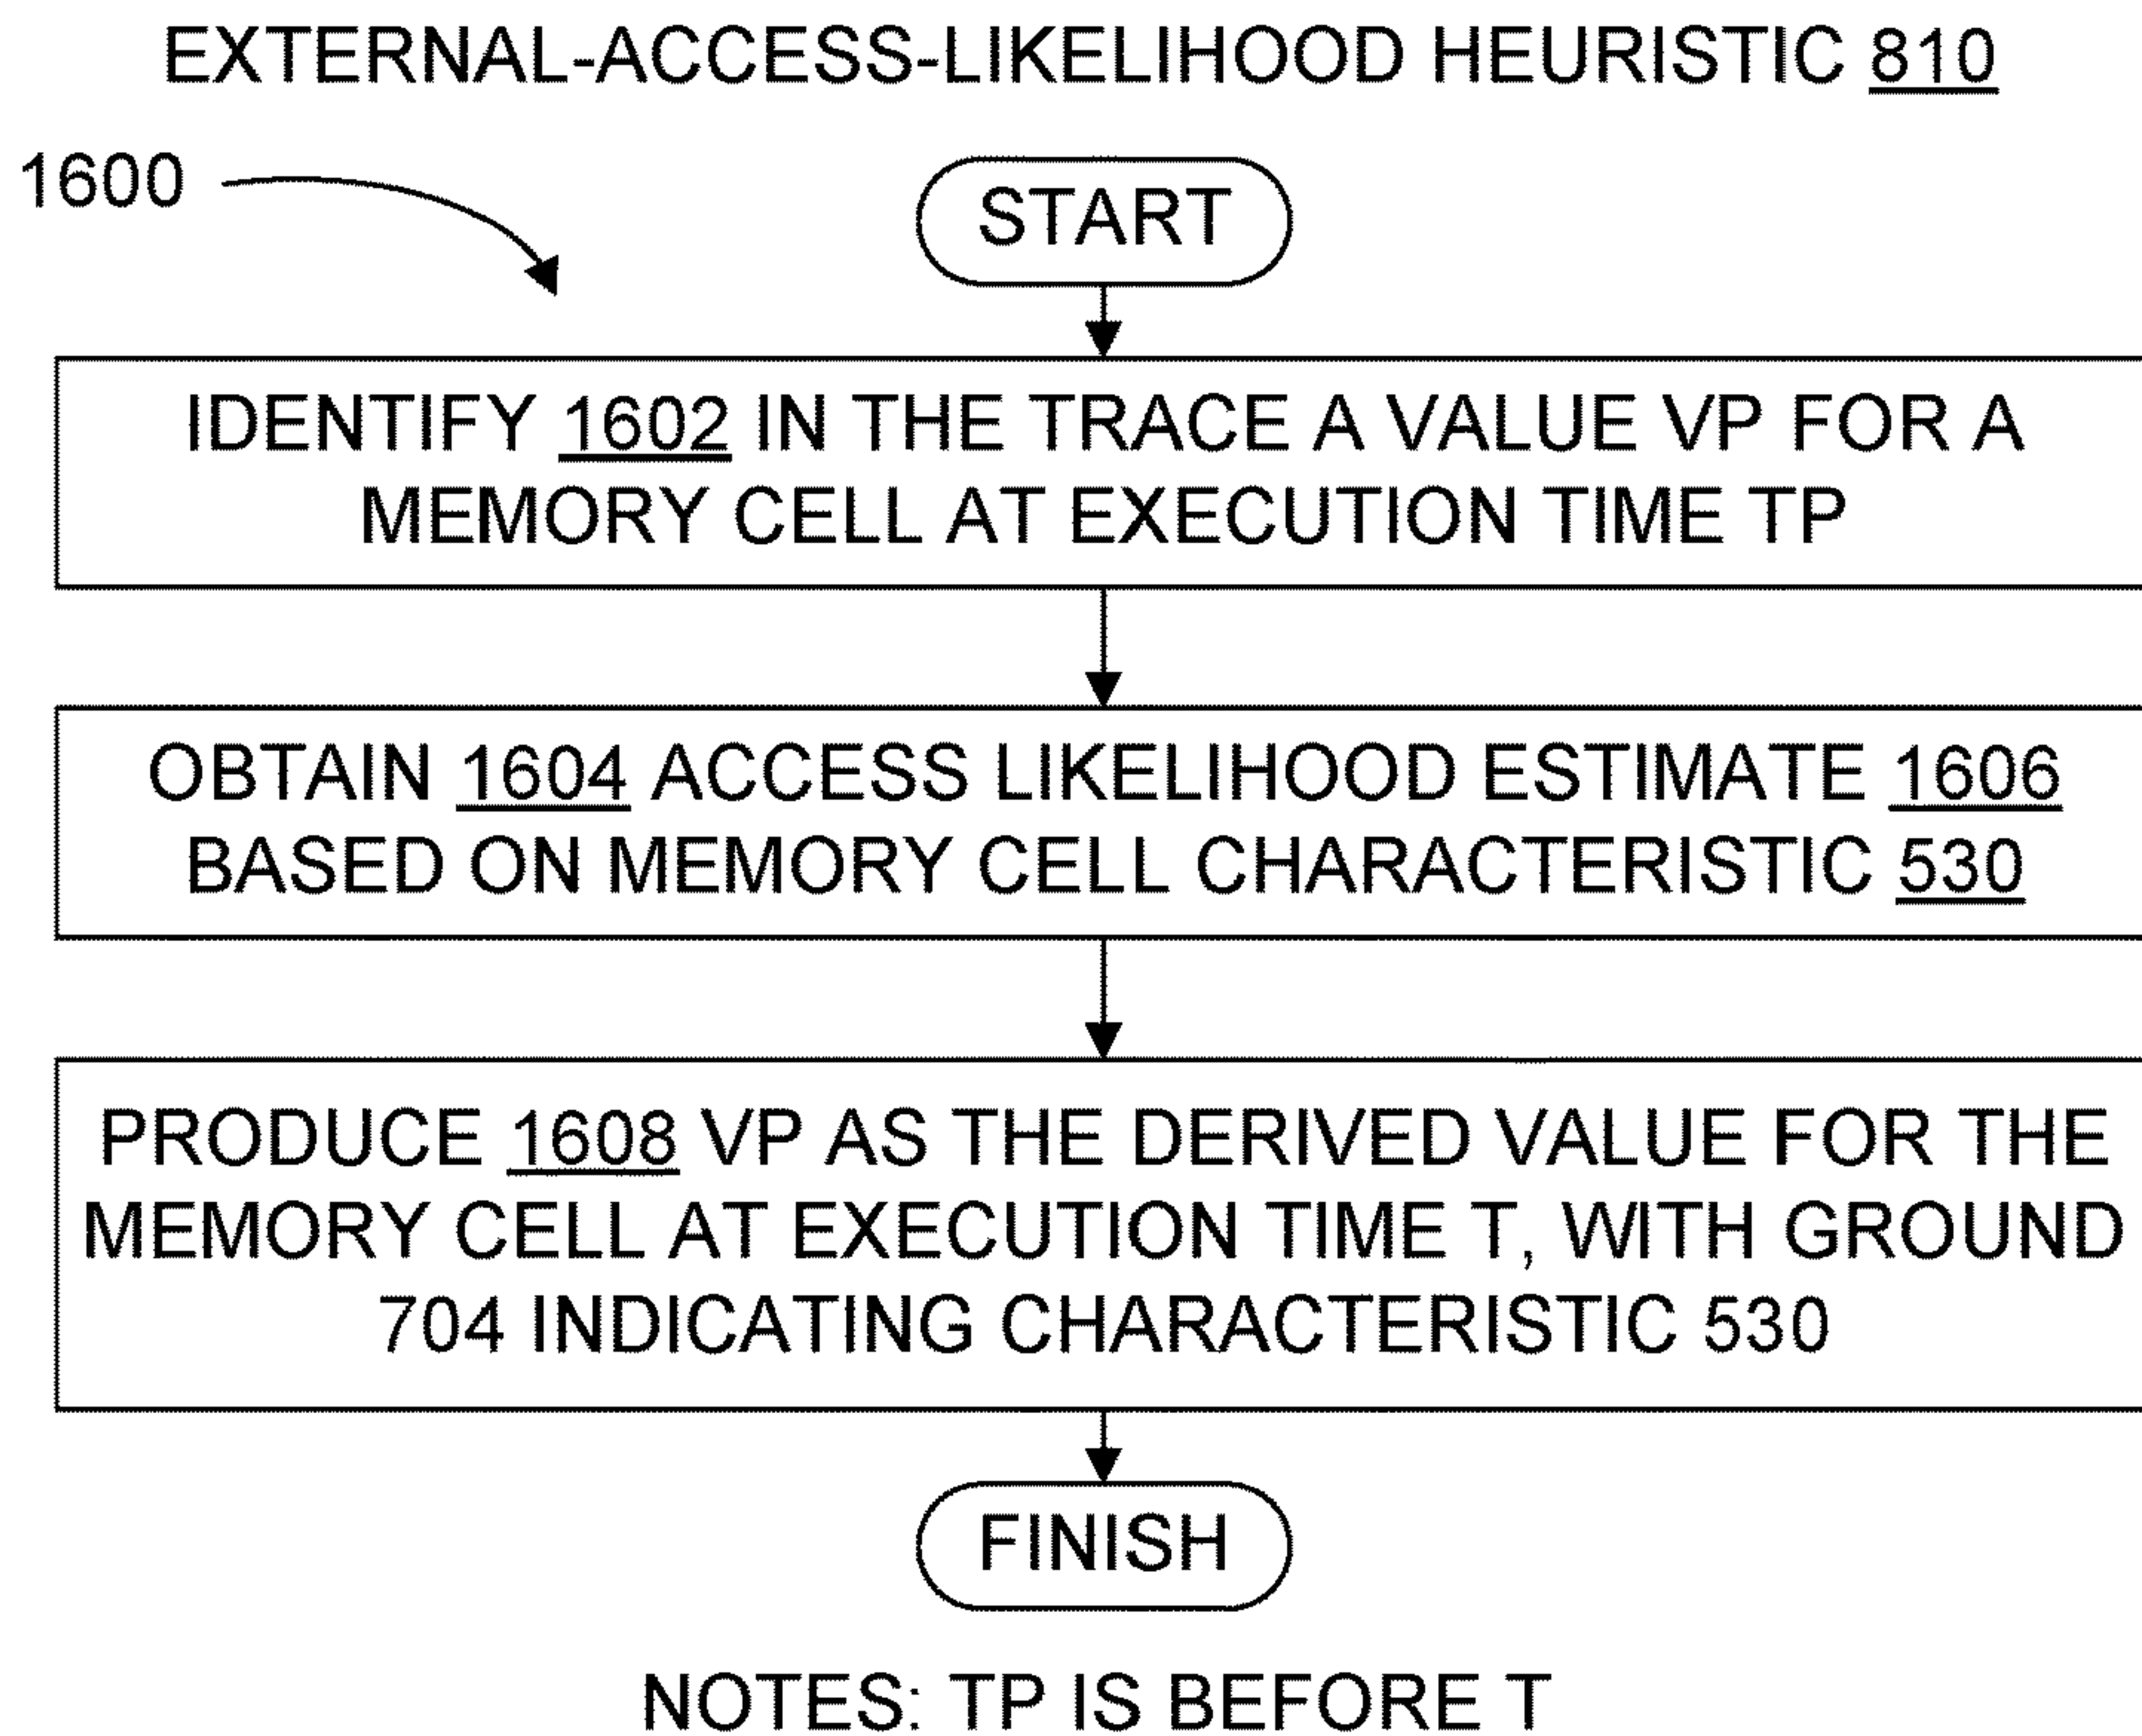 EXTERNAL-ACCESS-LIKELIHOOD HEURISTIC 810
1600
START
IDENTIFY 1602 IN THE TRACE A VALUE VP FOR A
MEMORY CELL AT EXECUTION TIME TP
OBTAIN 1604 ACCESS LIKELIHOOD ESTIMATE 1606
BASED ON MEMORY CELL CHARACTERISTIC 530
PRODUCE 1608 VP AS THE DERIVED VALUE FOR THE
MEMORY CELL AT EXECUTION TIME T, WITH GROUND
704 INDICATING CHARACTERISTIC 530
FINISH
NOTES: TP IS BEFORE T